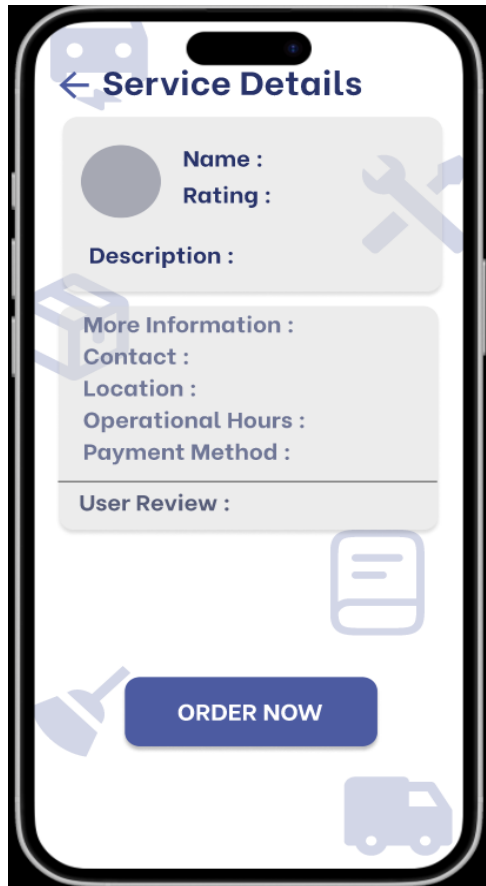 Service Details
Name :
Rating :
Description :
More Information :
Contact :
Location :
Operational Hours :
Payment Method :
User Review :
ORDER NOW